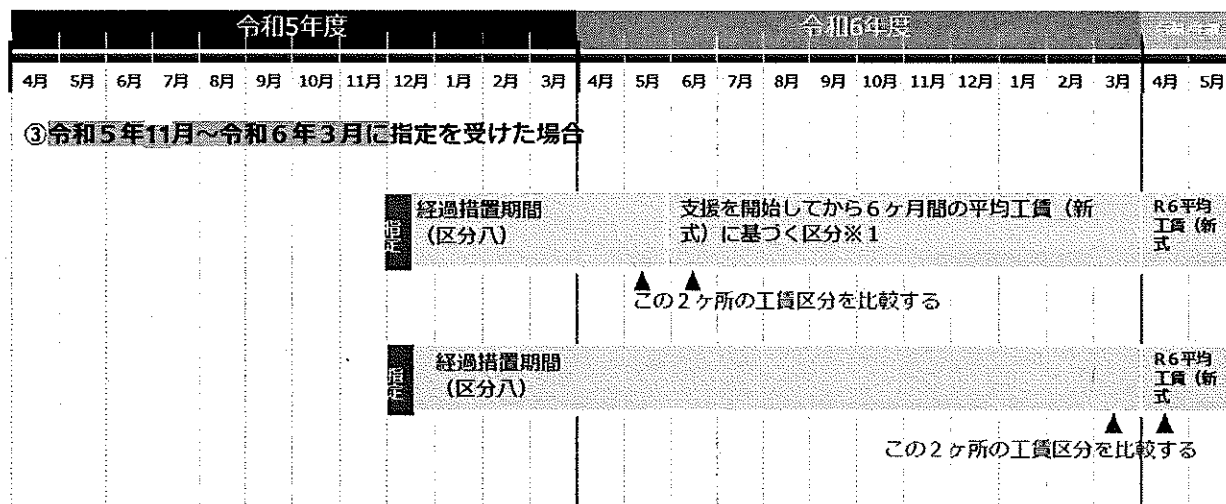 令和5年度 令和6年度
4月 5月 6月 7月 8月 9月 10月 11月 12月 1月 2月 3月 4月 5月 6月 7月 8月 9月 10月 11月 12月 1月 2月 3月 4月 5月
③令和５年11月～令和６年３月に指定を受けた場合
指定
経過措置期間
（区分八）
支援を開始してから６ヶ月間の平均工賃（新
式）に基づく区分※１
R６平均
工賃（新
式
この２ヶ所の工賃区分を比較する
指定
経過措置期間
（区分八）
R６平均
工賃（新
式
この２ヶ所の工賃区分を比較する